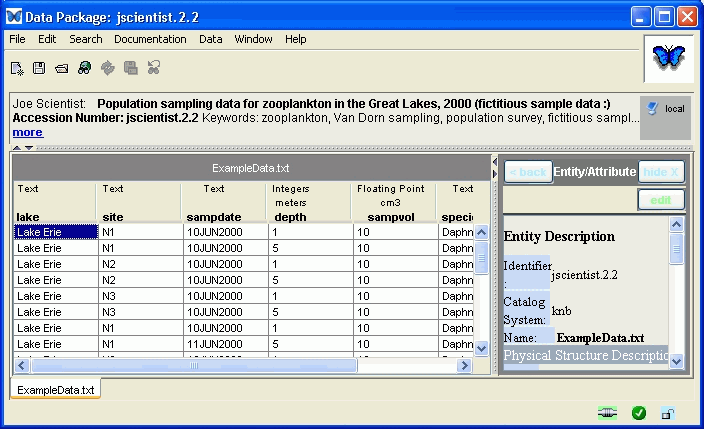 Data Package: jscientist.2.2
File Edit Search Documentation Data Window Help
Joe Scientist: Population sampling data for zooplankton in the Great Lakes, 2000 (fictitious sample data :)
Accession Number: jscientist.2.2 Keywords: zooplankton, Van Dorn sampling, population survey, fictitious sampl...
more
local
ExampleData.txt
Text Text Text Integers Floating Point Text
meters cm3
lake site sampdate depth sampvol specie
Lake Erie N1 10JUN2000 1 10 Daphn
Lake Erie N1 10JUN2000 5 10 Daphn
Lake Erie N2 10JUN2000 1 10 Daphn
Lake Erie N2 10JUN2000 5 10 Daphn
Lake Erie N3 10JUN2000 1 10 Daphn
Lake Erie N3 10JUN2000 5 10 Daphn
Lake Erie N1 11JUN2000 1 10 Daphn
Lake Erie N1 11JUN2000 5 10 Daphn
< back Entity/Attribute hide X
edit
Entity Description
Identifier
:
jscientist.2.2
Catalog
System:
knb
Name: ExampleData.txt
Physical Structure Descriptio
ExampleData.txt